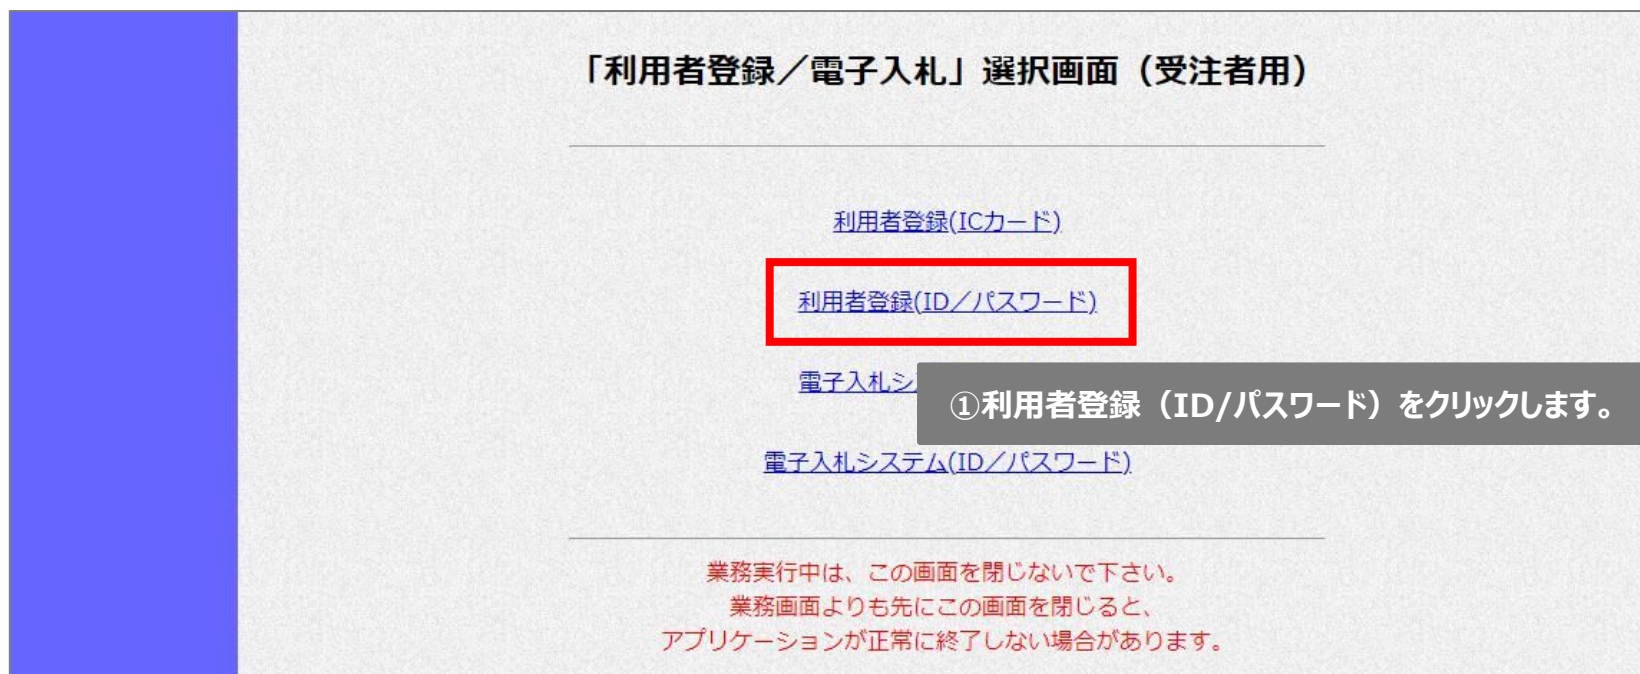 「利用者登録／電子入札」選択画面（受注者用）
利用者登録(ICカード)
利用者登録(ID／パスワード)
電子入札シ
①利用者登録（ID/パスワード）をクリックします。
電子入札システム(ID／パスワード)
業務実行中は、この画面を閉じないで下さい。
業務画面よりも先にこの画面を閉じると、
アプリケーションが正常に終了しない場合があります。